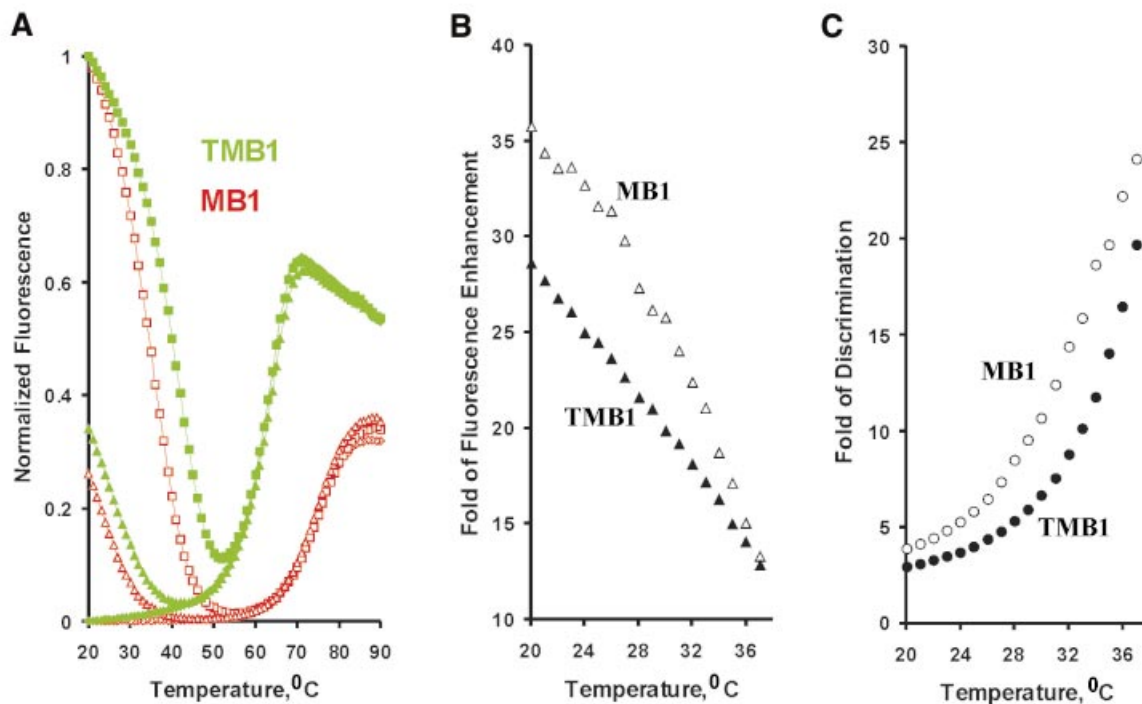 A
Normalized Fluorescence
1
0.8
0.6
0.4
0.2
0
TMB1
MB1
20 30 40 50 60 70 80 90
Temperature, ⁰C
B
Fold of Fluorescence Enhancement
40
35
30
25
20
15
10
MB1
TMB1
20 24 28 32 36
Temperature, ⁰C
C
Fold of Discrimination
30
25
20
15
10
5
0
MB1
TMB1
20 24 28 32 36
Temperature, ⁰C